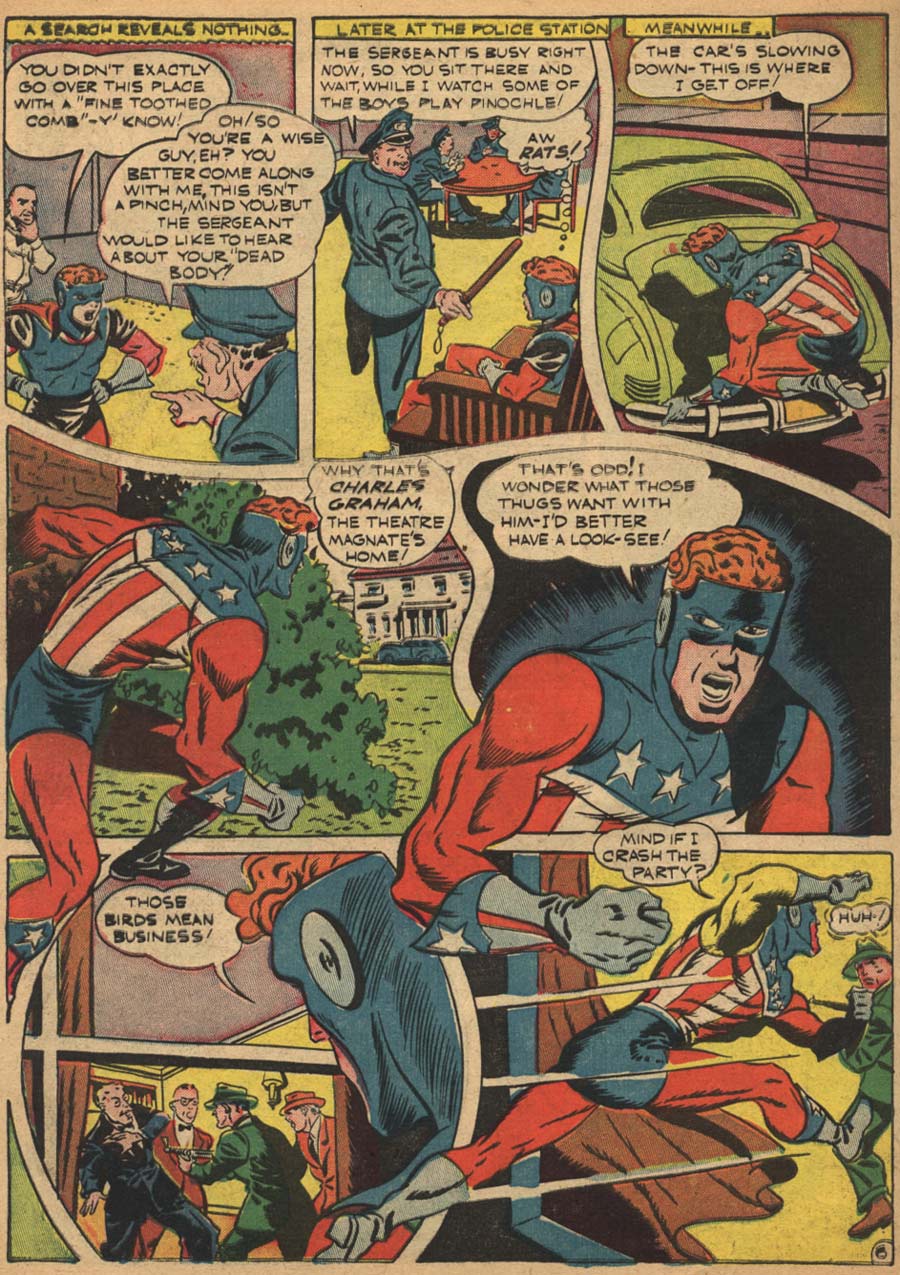 A SEARCH REVEALS NOTHING..
YOU DIDN'T EXACTLY
GO OVER THIS PLACE
WITH A "FINE TOOTHED
COMB"-Y' KNOW!
OH/SO
YOU'RE A WISE
GUY, EH? YOU
BETTER COME ALONG
WITH ME, THIS ISN'T
A PINCH, MIND YOU, BUT
THE SERGEANT
WOULD LIKE TO HEAR
ABOUT YOUR "DEAD
BODY!"
LATER AT THE POLICE STATION
THE SERGEANT IS BUSY RIGHT
NOW, SO YOU SIT THERE AND
WAIT, WHILE I WATCH SOME OF
THE BOYS PLAY PINOCHLE!
AW
RATS!
MEANWHILE..
THE CAR'S SLOWING
DOWN-THIS IS WHERE
I GET OFF!
WHY THAT'S
CHARLES
GRAHAM,
THE THEATRE
MAGNATE'S
HOME!
THAT'S ODD! I
WONDER WHAT THOSE
THUGS WANT WITH
HIM-I'D BETTER
HAVE A LOOK-SEE!
THOSE
BIRDS MEAN
BUSINESS!
MIND IF I
CRASH THE
PARTY?
HUH-!
6